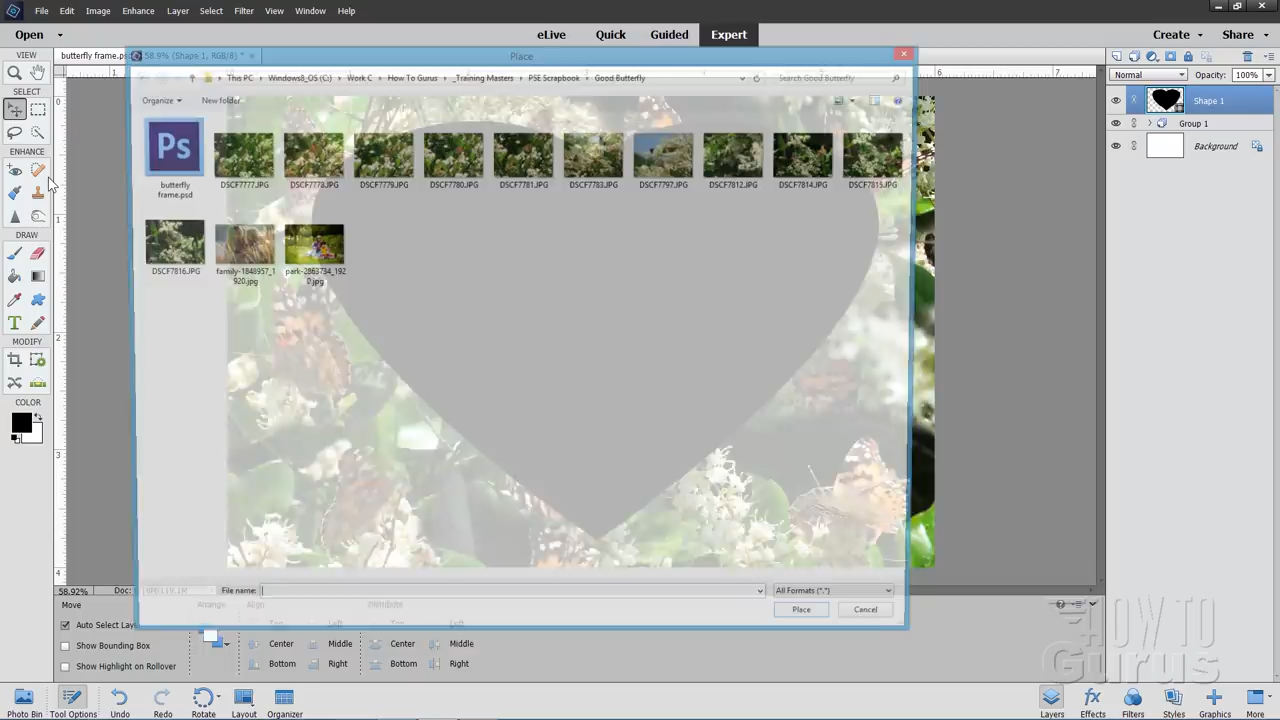 File Edit Image Enhance Layer Select Filter View Window Help
Open eLive Quick Guided Expert Create Share
VIEW butterfly frame.ps 58.9% (Shape 1, RGB/8) * Place
This PC Windows8_OS (C:) Work C How To Gurus _Training Masters PSE Scrapbook Good Butterfly Search Good Butterfly
Normal Opacity: 100%
SELECT Organize New folder
Shape 1
Group 1
Background
ENHANCE
Ps
butterfly frame.psd DSCF7777.JPG DSCF7778.JPG DSCF7779.JPG DSCF7780.JPG DSCF7781.JPG DSCF7783.JPG DSCF7797.JPG DSCF7812.JPG DSCF7814.JPG DSCF7815.JPG
DRAW
DSCF7816.JPG family-1848957_1920.jpg park-2863734_1920.jpg
MODIFY
COLOR
58.92% Doc: File name: All Formats (*.*)
Place Cancel
Move Arrange Align Distribute
Auto Select Lay Top Left
Show Bounding Box Center Middle Center Middle
Show Highlight on Rollover Bottom Right Bottom Right
HOW TO
Gurus
Photo Bin Tool Options Undo Redo Rotate Layout Organizer Layers Effects Filters Styles Graphics More